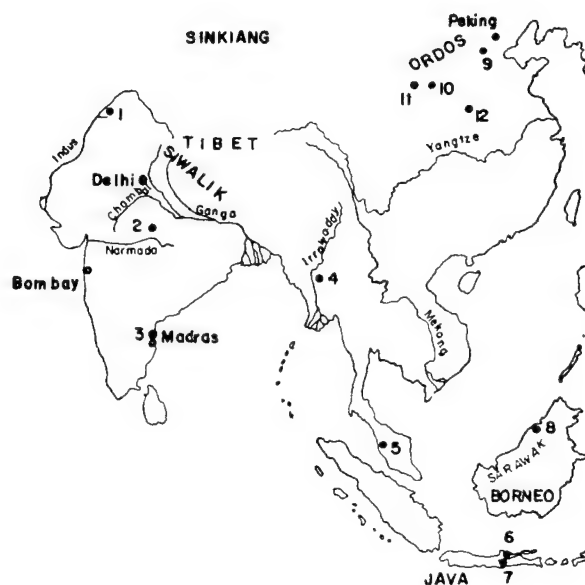 Peking
SINKIANG
ORDOS
9
11 10
12
1
Indus
TIBET
Yangtze
SIWALIK
Delhi
Chambal
Ganga
2
Narmada
Irrawaddy
4
Bombay
3 Madras
Mekong
5
8
SARAWAK
BORNEO
6
7
JAVA